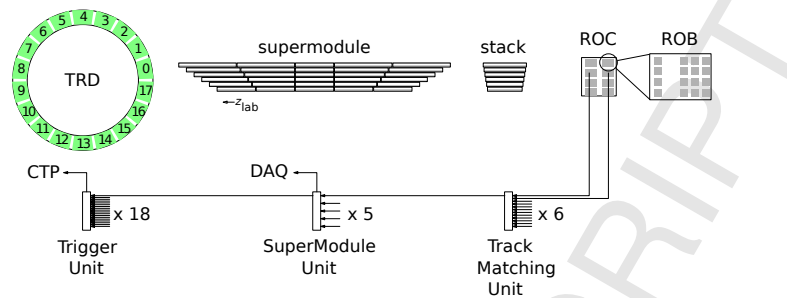 supermodule
stack
ROC
ROB
TRD
0
1
2
3
4
5
6
7
8
9
10
11
12
13
14
15
16
17
z lab
CTP
DAQ
x 18
x 5
x 6
Trigger
Unit
SuperModule
Unit
Track
Matching
Unit
RIPT